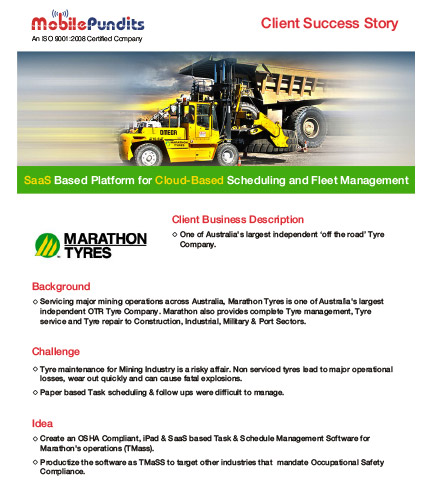 MobilePundits
An ISO 9001:2008 Certified Company
Client Success Story
OMEGA
SaaS Based Platform for Cloud-Based Scheduling and Fleet Management
MARATHON
TYRES
Client Business Description
One of Australia's largest independent 'off the road' Tyre
Company.
Background
Servicing major mining operations across Australia, Marathon Tyres is one of Australia's largest
independent OTR Tyre Company. Marathon also provides complete Tyre management, Tyre
service and Tyre repair to Construction, Industrial, Military & Port Sectors.
Challenge
Tyre maintenance for Mining Industry is a risky affair. Non serviced tyres lead to major operational
losses, wear out quickly and can cause fatal explosions.
Paper based Task scheduling & follow ups were difficult to manage.
Idea
Create an OSHA Compliant, iPad & SaaS based Task & Schedule Management Software for
Marathon's operations (TMass).
Productize the software as TMaSS to target other industries that mandate Occupational Safety
Compliance.